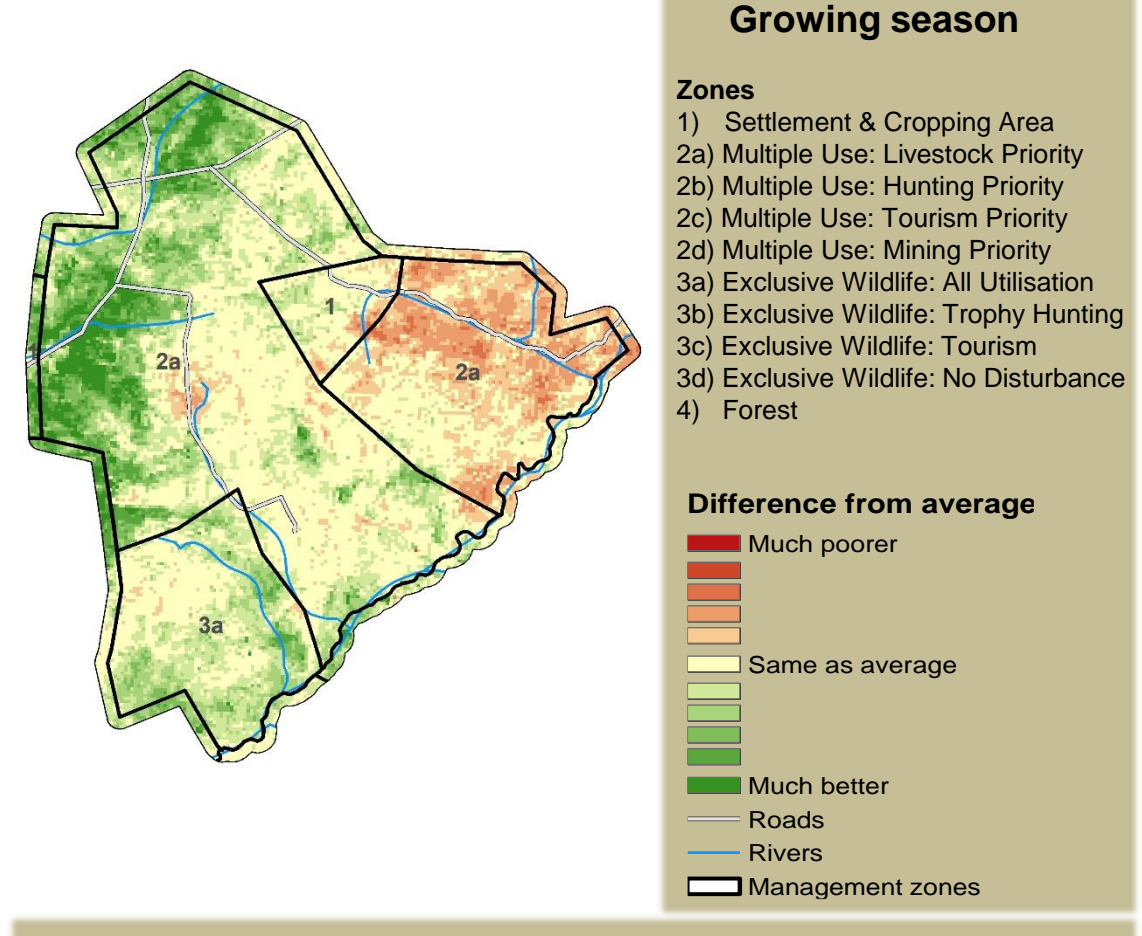 Growing season
Zones
1) Settlement & Cropping Area
2a) Multiple Use: Livestock Priority
2b) Multiple Use: Hunting Priority
2c) Multiple Use: Tourism Priority
2d) Multiple Use: Mining Priority
3a) Exclusive Wildlife: All Utilisation
3b) Exclusive Wildlife: Trophy Hunting
3c) Exclusive Wildlife: Tourism
3d) Exclusive Wildlife: No Disturbance
4) Forest
Difference from average
Much poorer
Same as average
Much better
Roads
Rivers
Management zones
1
1
2a
2a
3a